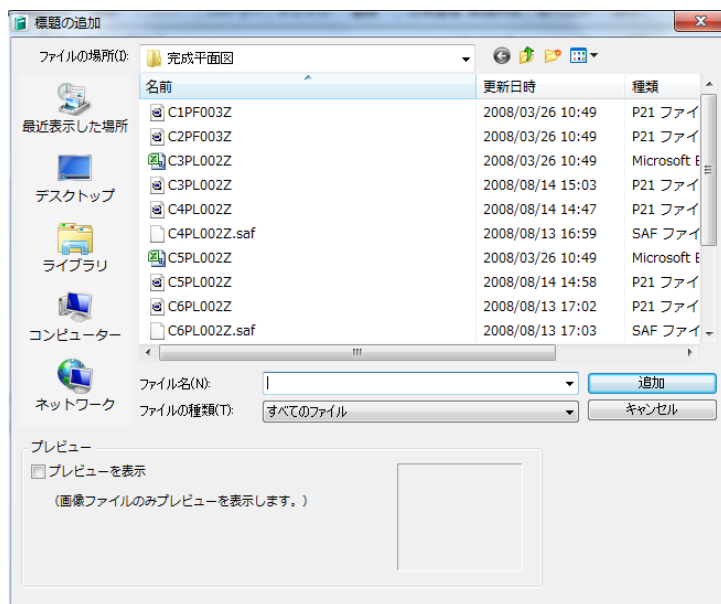 標題の追加
ファイルの場所(I):
完成平面図
最近表示した場所
デスクトップ
ライブラリ
コンピューター
ネットワーク
名前 更新日時 種類
C1PF003Z 2008/03/26 10:49 P21 ファイ
C2PF003Z 2008/03/26 10:49 P21 ファイ
C3PL002Z 2008/03/26 10:49 Microsoft E
C3PL002Z 2008/08/14 15:03 P21 ファイ
C4PL002Z 2008/08/14 14:47 P21 ファイ
C4PL002Z.saf 2008/08/13 16:59 SAF ファイ
C5PL002Z 2008/03/26 10:49 Microsoft E
C5PL002Z 2008/08/14 14:58 P21 ファイ
C6PL002Z 2008/08/13 17:02 P21 ファイ
C6PL002Z.saf 2008/08/13 17:03 SAF ファイ
ファイル名(N):
追加
ファイルの種類(T):
すべてのファイル
キャンセル
プレビュー
プレビューを表示
（画像ファイルのみプレビューを表示します。）